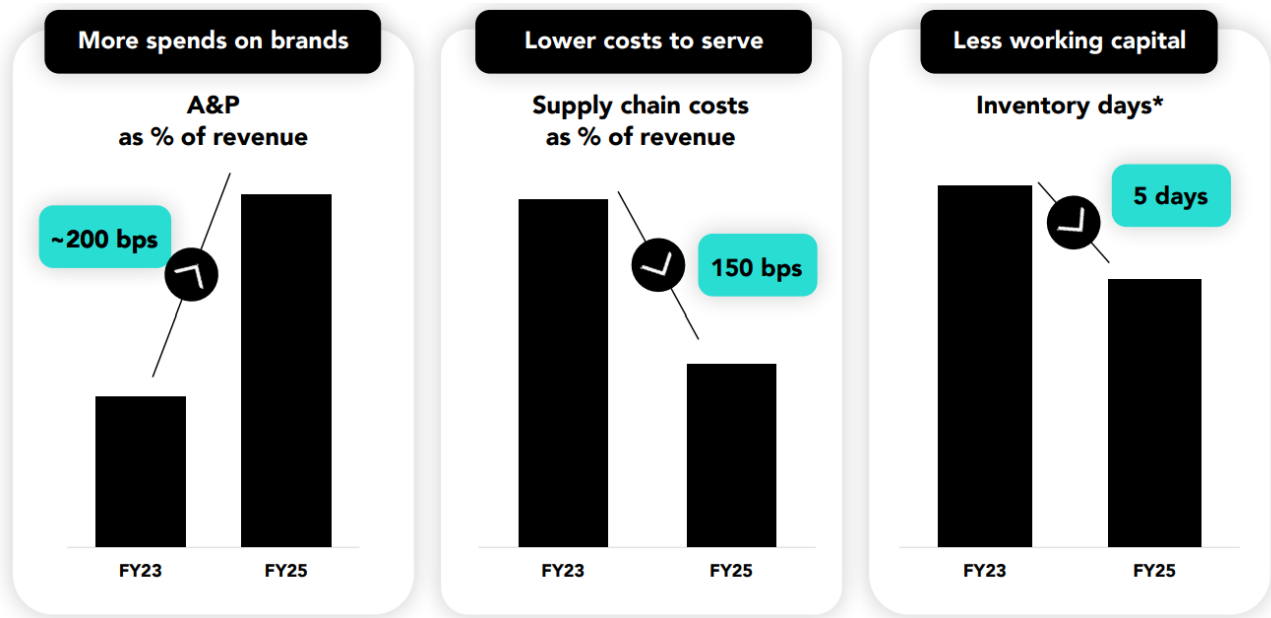 More spends on brands
A&P
as % of revenue
~200 bps
FY23
FY25
Lower costs to serve
Supply chain costs
as % of revenue
150 bps
FY23
FY25
Less working capital
Inventory days*
5 days
FY23
FY25